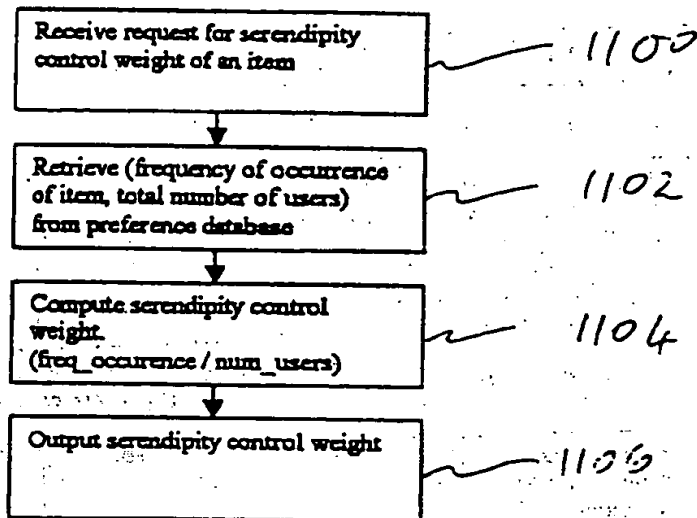 Receive request for serendipity
control weight of an item
1100
Retrieve (frequency of occurrence
of item, total number of users)
from preference database
1102
Compute serendipity control
weight.
(freq_occurence / num_users)
1104
Output serendipity control weight
1106